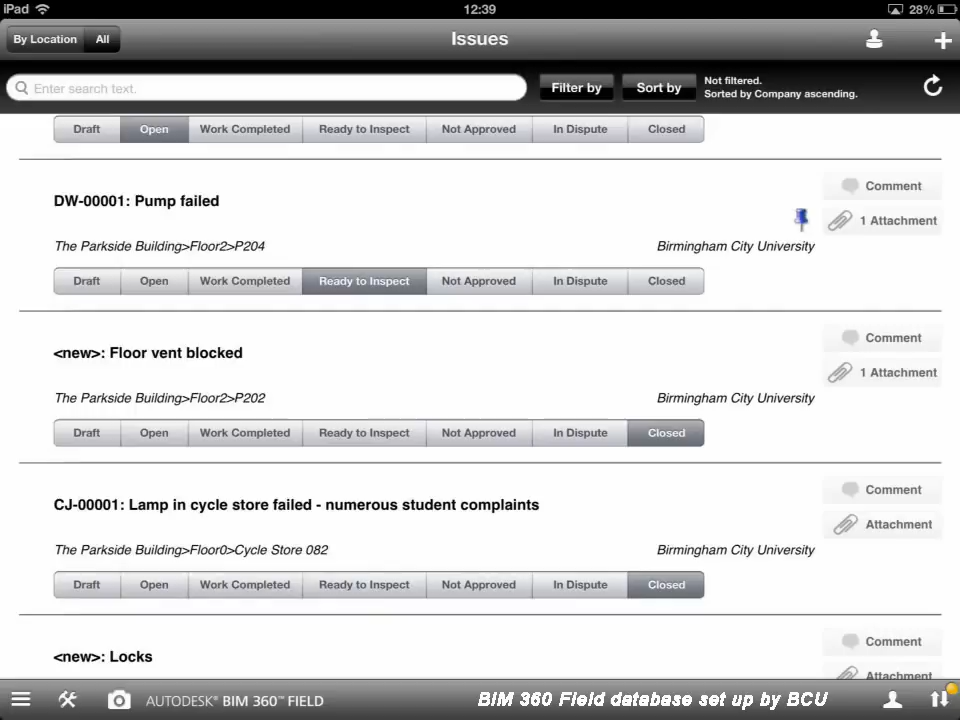 iPad 12:39 28%
By Location All Issues
Enter search text. Filter by Sort by Not filtered.
Sorted by Company ascending.
Draft Open Work Completed Ready to Inspect Not Approved In Dispute Closed
Comment
DW-00001: Pump failed
1 Attachment
The Parkside Building>Floor2>P204 Birmingham City University
Draft Open Work Completed Ready to Inspect Not Approved In Dispute Closed
Comment
<new>: Floor vent blocked
1 Attachment
The Parkside Building>Floor2>P202 Birmingham City University
Draft Open Work Completed Ready to Inspect Not Approved In Dispute Closed
Comment
CJ-00001: Lamp in cycle store failed - numerous student complaints
Attachment
The Parkside Building>Floor0>Cycle Store 082 Birmingham City University
Draft Open Work Completed Ready to Inspect Not Approved In Dispute Closed
Comment
<new>: Locks
Attachment
AUTODESK® BIM 360™ FIELD BIM 360 Field database set up by BCU